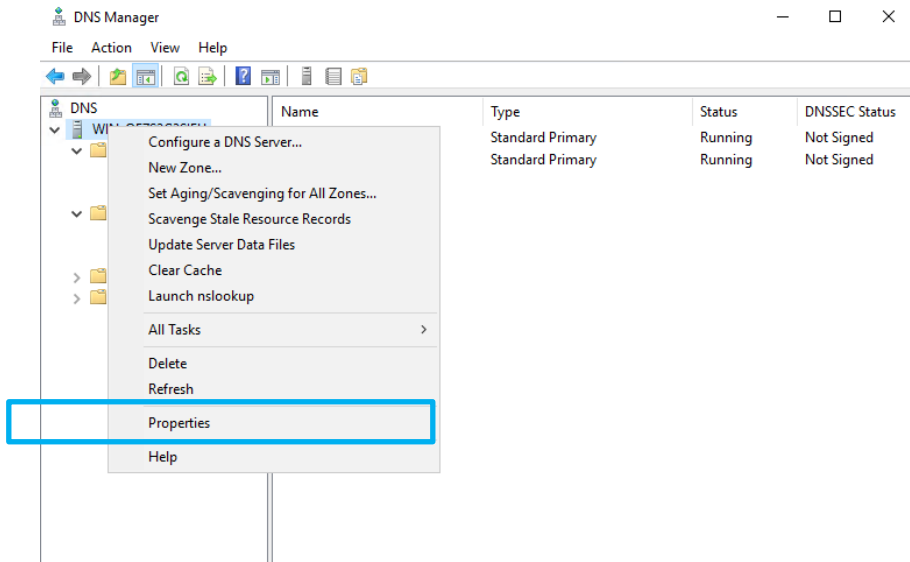 DNS Manager
File Action View Help
DNS
Name Type Status DNSSEC Status
Standard Primary Running Not Signed
Standard Primary Running Not Signed
Configure a DNS Server...
New Zone...
Set Aging/Scavenging for All Zones...
Scavenge Stale Resource Records
Update Server Data Files
Clear Cache
Launch nslookup
All Tasks
Delete
Refresh
Properties
Help